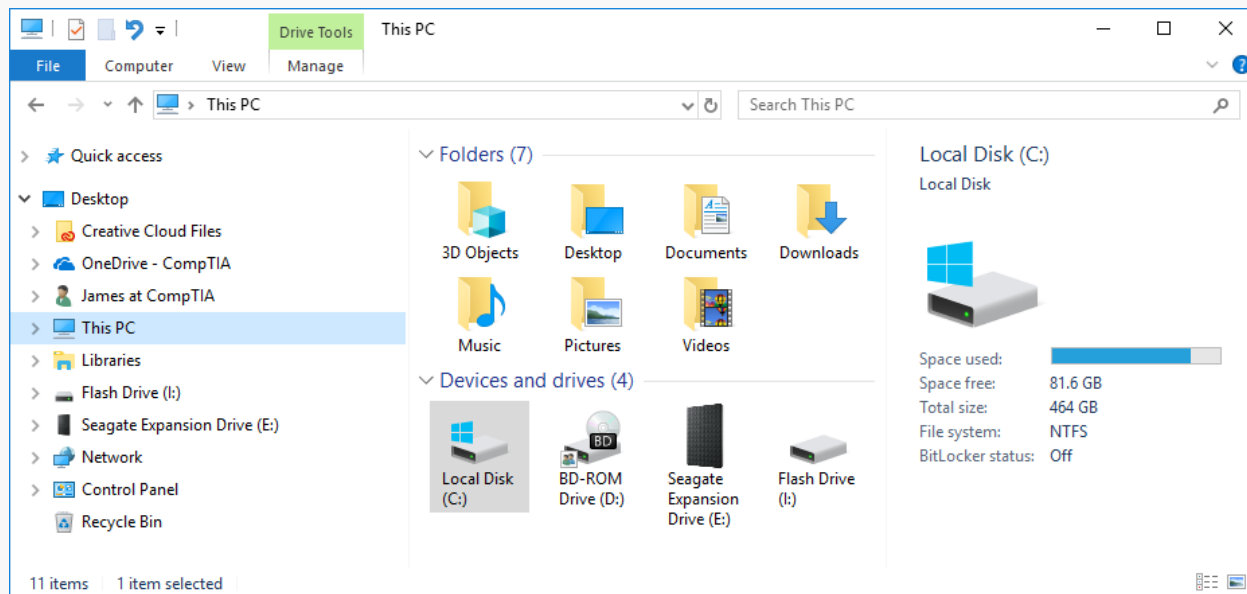 Drive Tools
This PC
File
Computer
View
Manage
?
This PC
Search This PC
Quick access
Desktop
Creative Cloud Files
OneDrive - CompTIA
James at CompTIA
This PC
Libraries
Flash Drive (I:)
Seagate Expansion Drive (E:)
Network
Control Panel
Recycle Bin
Folders (7)
3D Objects
Desktop
Documents
Downloads
Music
Pictures
Videos
Devices and drives (4)
BD
Local Disk
(C:)
BD-ROM
Drive (D:)
Seagate
Expansion
Drive (E:)
Flash Drive
(I:)
Local Disk (C:)
Local Disk
Space used:
Space free: 81.6 GB
Total size: 464 GB
File system: NTFS
BitLocker status: Off
11 items 1 item selected